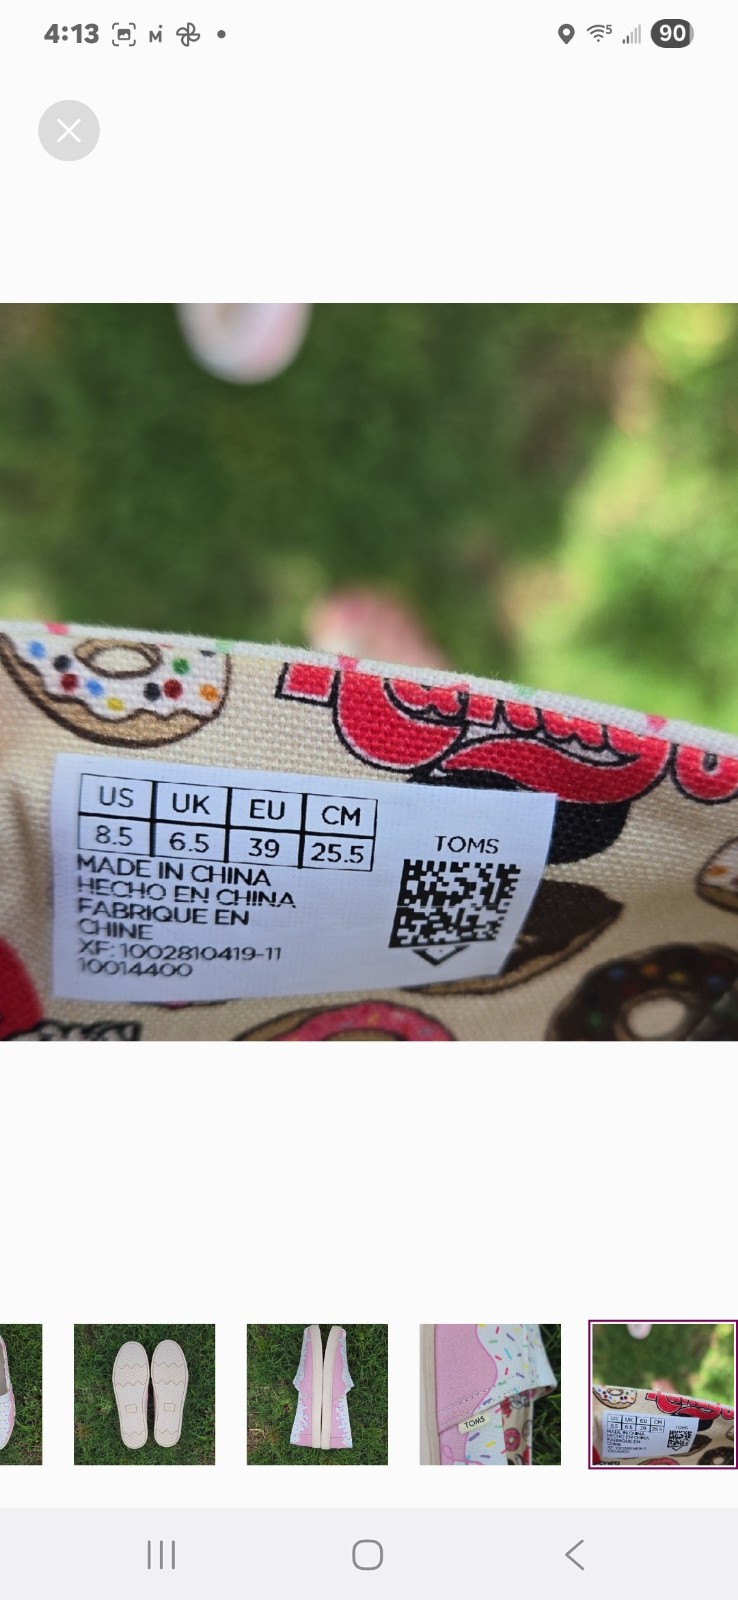 4:13
M
5
90
US UK EU CM
8.5 6.5 39 25.5
MADE IN CHINA
HECHO EN CHINA
FABRIQUE EN
CHINE
XF: 1002810419-11
10014400
TOMS
TOMS